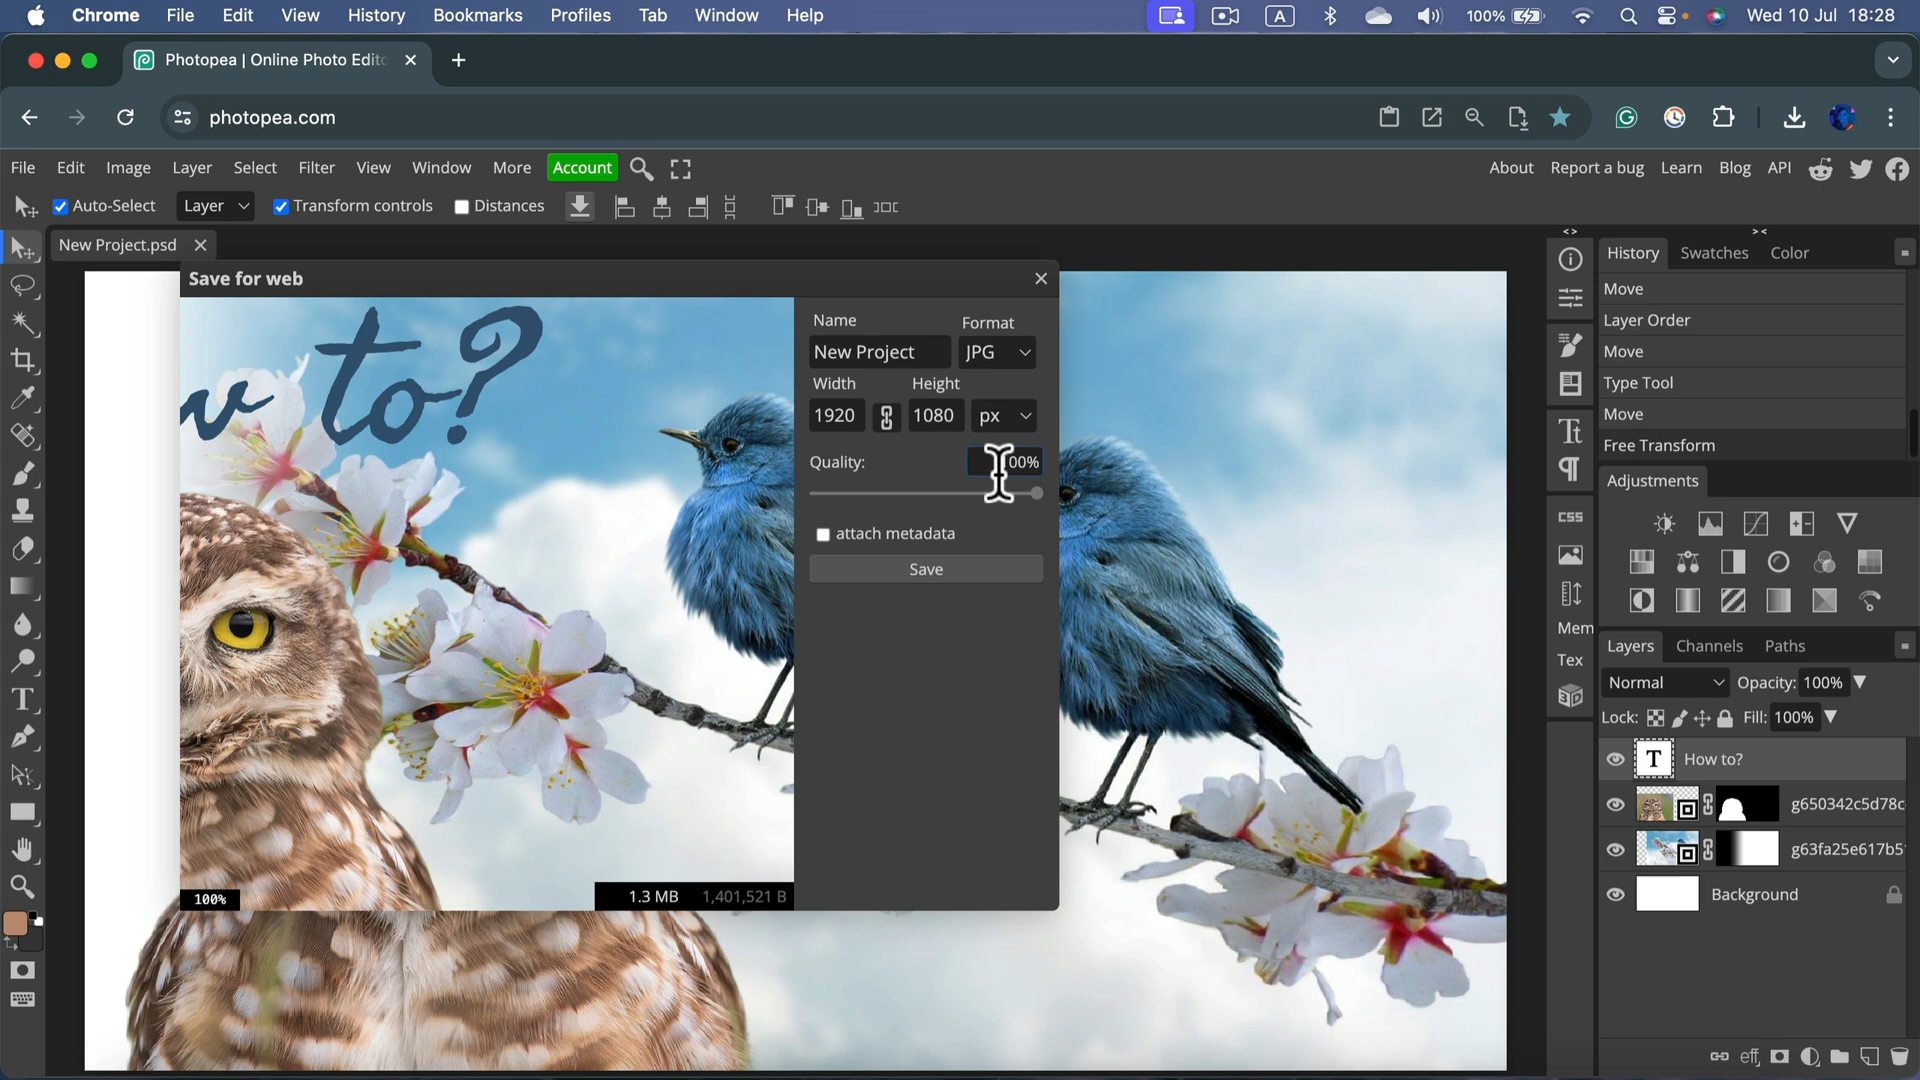 Chrome File Edit View History Bookmarks Profiles Tab Window Help A 100% Wed 10 Jul 18:28
Photopea | Online Photo Edito
photopea.com
File Edit Image Layer Select Filter View Window More Account About Report a bug Learn Blog API
Auto-Select Layer Transform controls Distances
New Project.psd
Save for web
to?
Name Format
New Project JPG
Width Height
1920 1080 px
Quality: 00%
attach metadata
Save
100%
1.3 MB 1,401,521 B
CSS
Mem
Tex
3D
History Swatches Color
Move
Layer Order
Move
Type Tool
Move
Free Transform
Adjustments
Layers Channels Paths
Normal Opacity: 100%
Lock: Fill: 100%
T How to?
g650342c5d78c
g63fa25e617b5
Background
eff